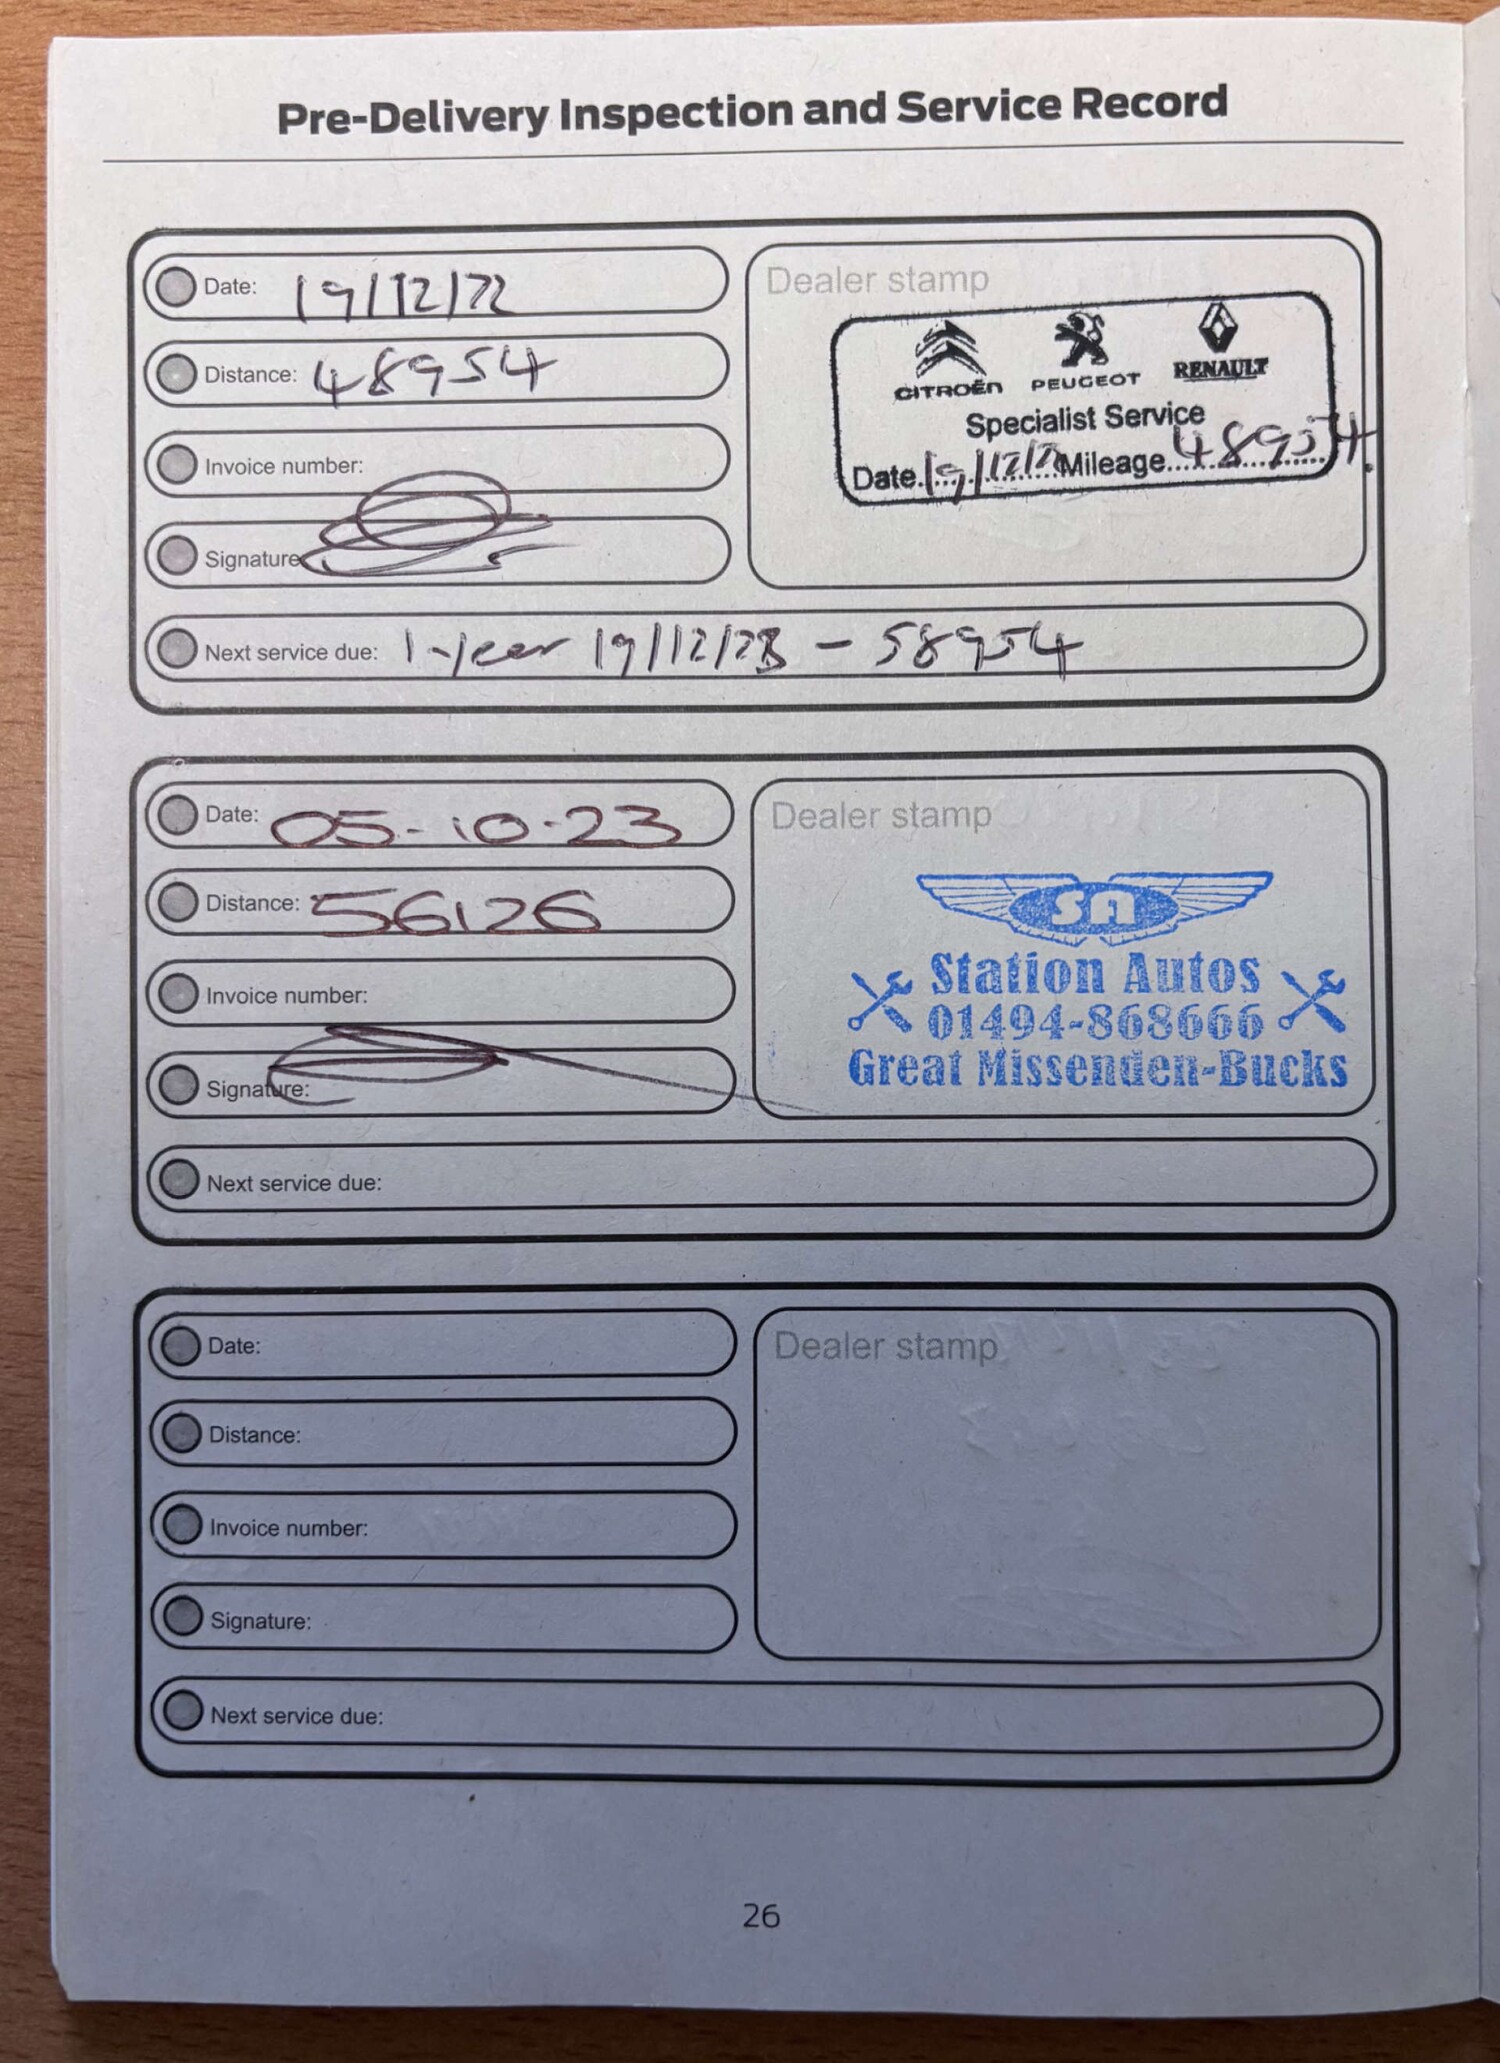 Pre-Delivery Inspection and Service Record
Date: 19/12/22
Distance: 48954
Invoice number:
Signature:
Dealer stamp
CITROËN PEUGEOT RENAULT
Specialist Service
Date 19/12/22 Mileage 48954
Next service due: 1-year 19/12/23 - 58954
Date: 05-10-23
Distance: 56126
Invoice number:
Signature:
Dealer stamp
SA
Station Autos
01494-868666
Great Missenden-Bucks
Next service due:
Date:
Distance:
Invoice number:
Signature:
Dealer stamp
Next service due:
26